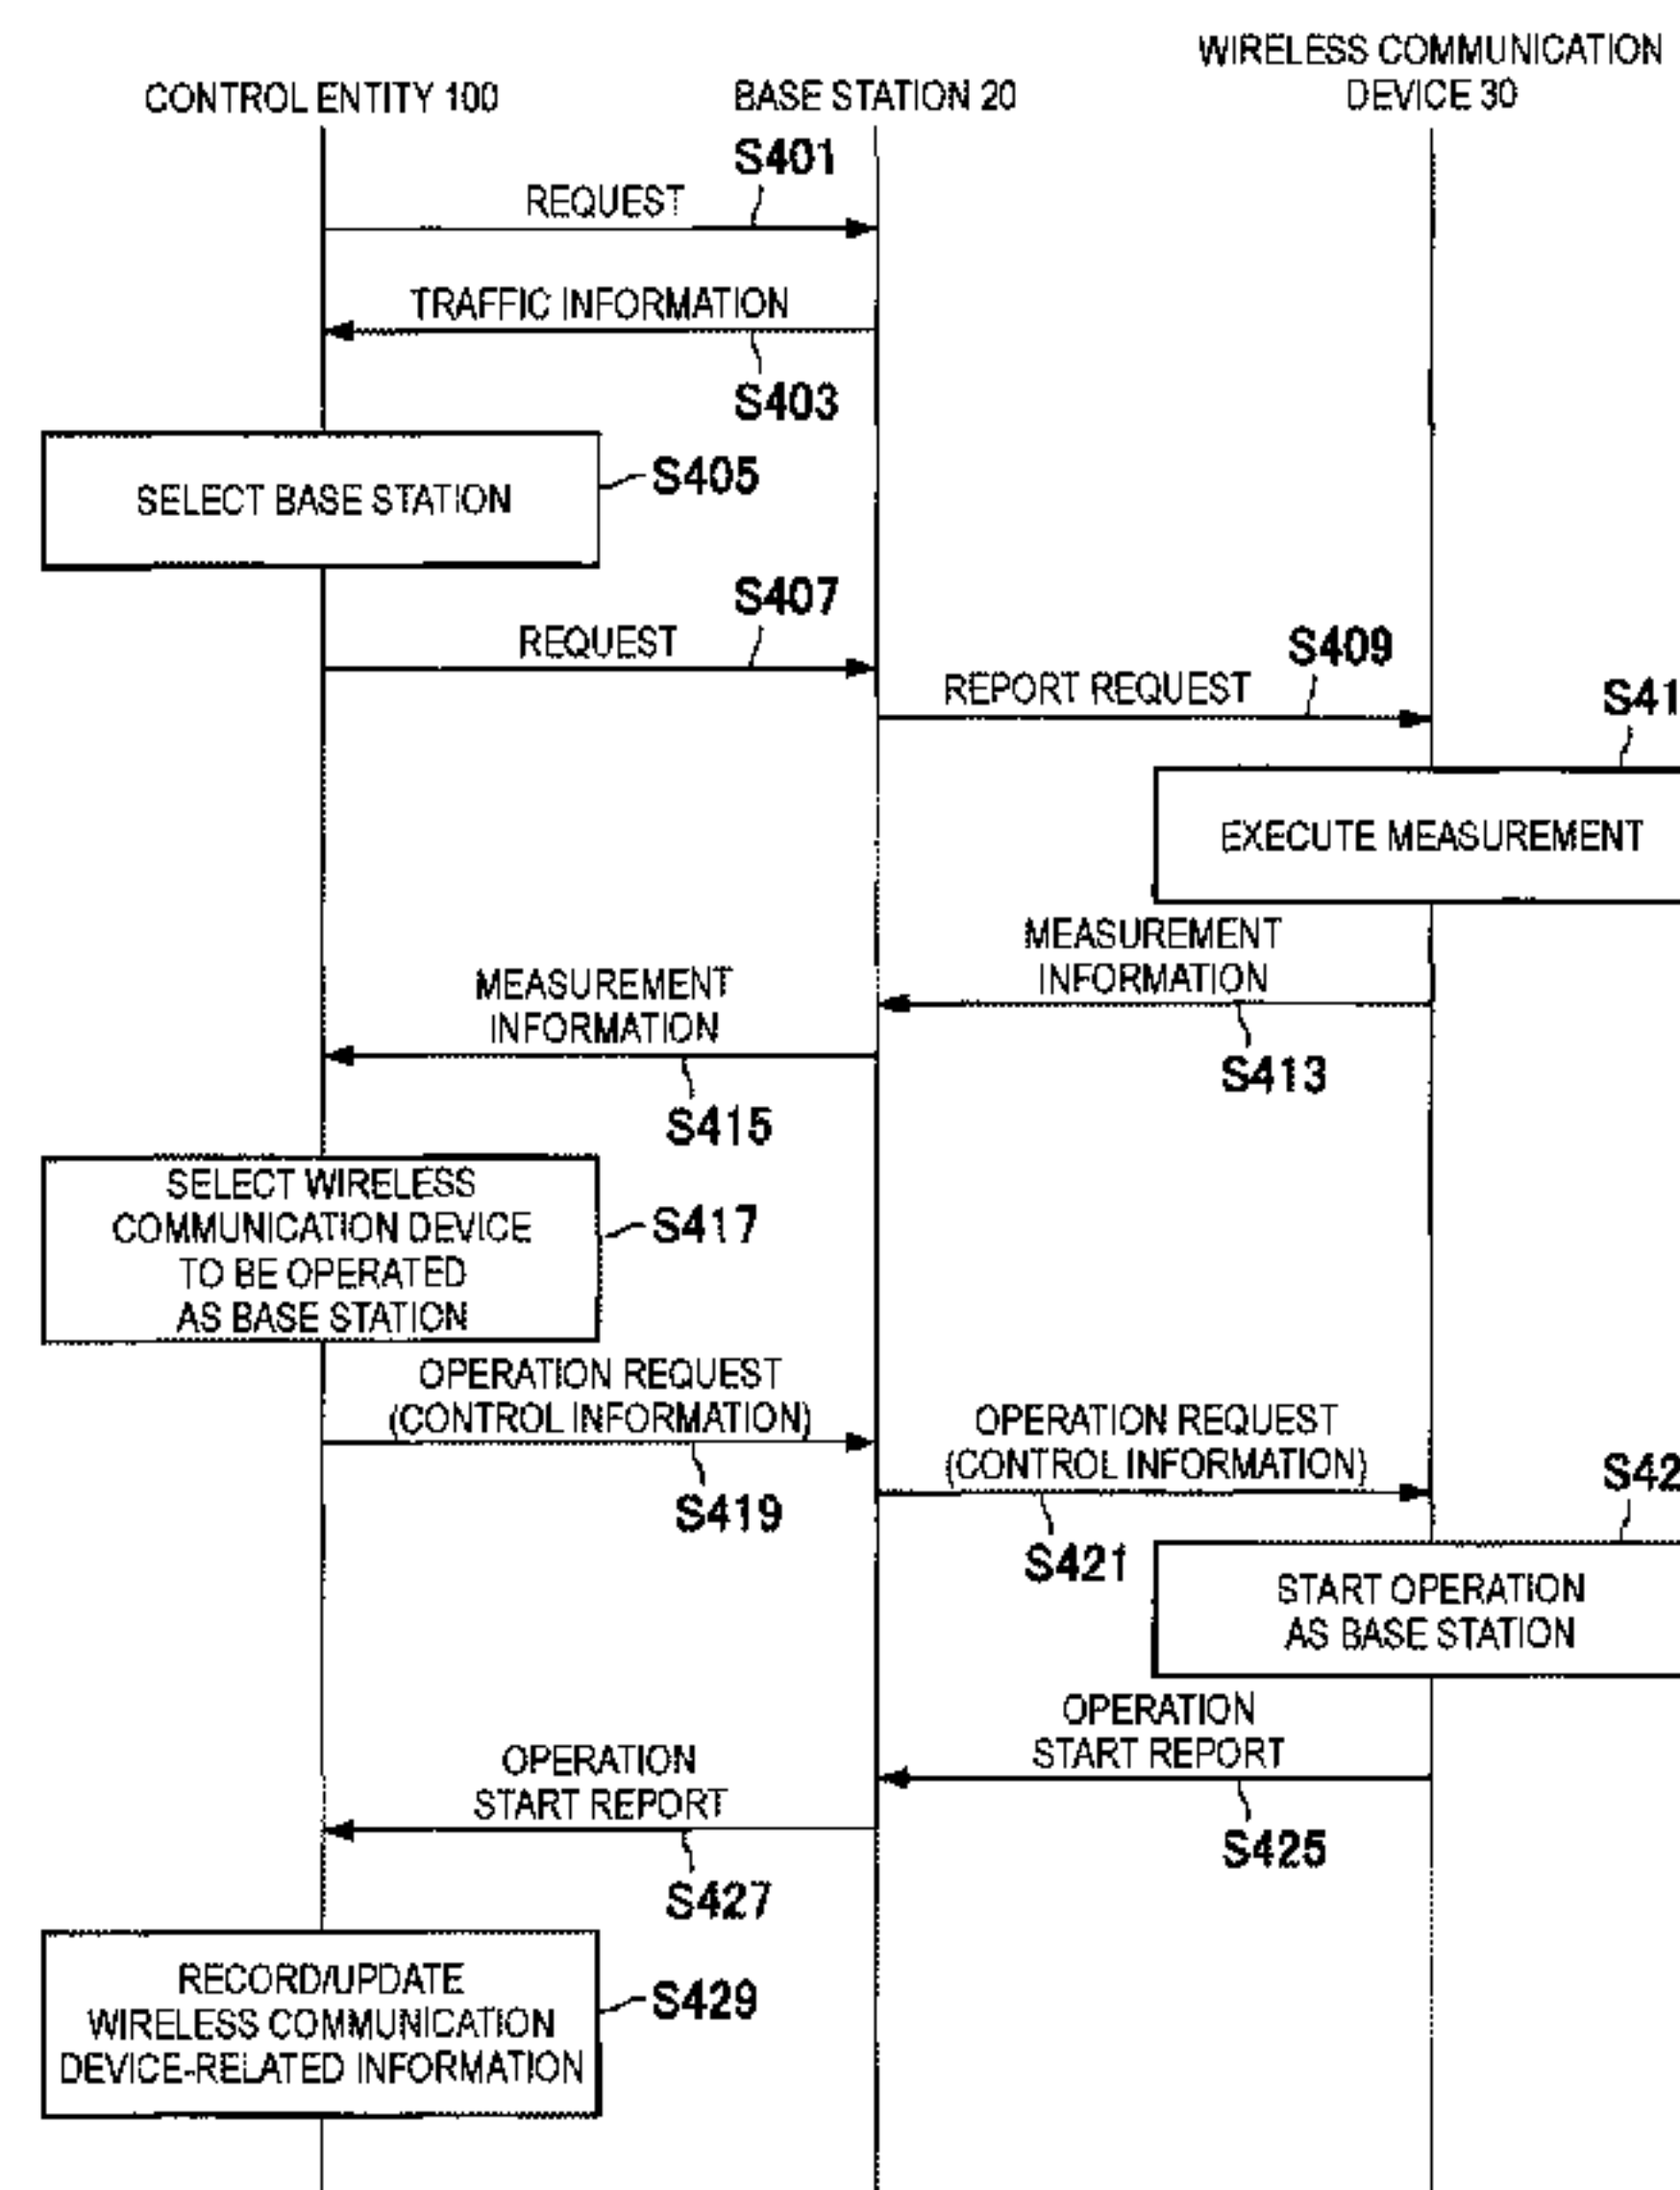 WIRELESS COMMUNICATION
DEVICE 30
CONTROL ENTITY 100
BASE STATION 20
S401
REQUEST
TRAFFIC INFORMATION
S403
SELECT BASE STATION
S405
S407
REQUEST
S409
REPORT REQUEST
S41
EXECUTE MEASUREMENT
MEASUREMENT
INFORMATION
S413
MEASUREMENT
INFORMATION
S415
SELECT WIRELESS
COMMUNICATION DEVICE
TO BE OPERATED
AS BASE STATION
S417
OPERATION REQUEST
(CONTROL INFORMATION)
S419
OPERATION REQUEST
(CONTROL INFORMATION)
S421
S42
START OPERATION
AS BASE STATION
OPERATION
START REPORT
S425
OPERATION
START REPORT
S427
RECORD/UPDATE
WIRELESS COMMUNICATION
DEVICE-RELATED INFORMATION
S429